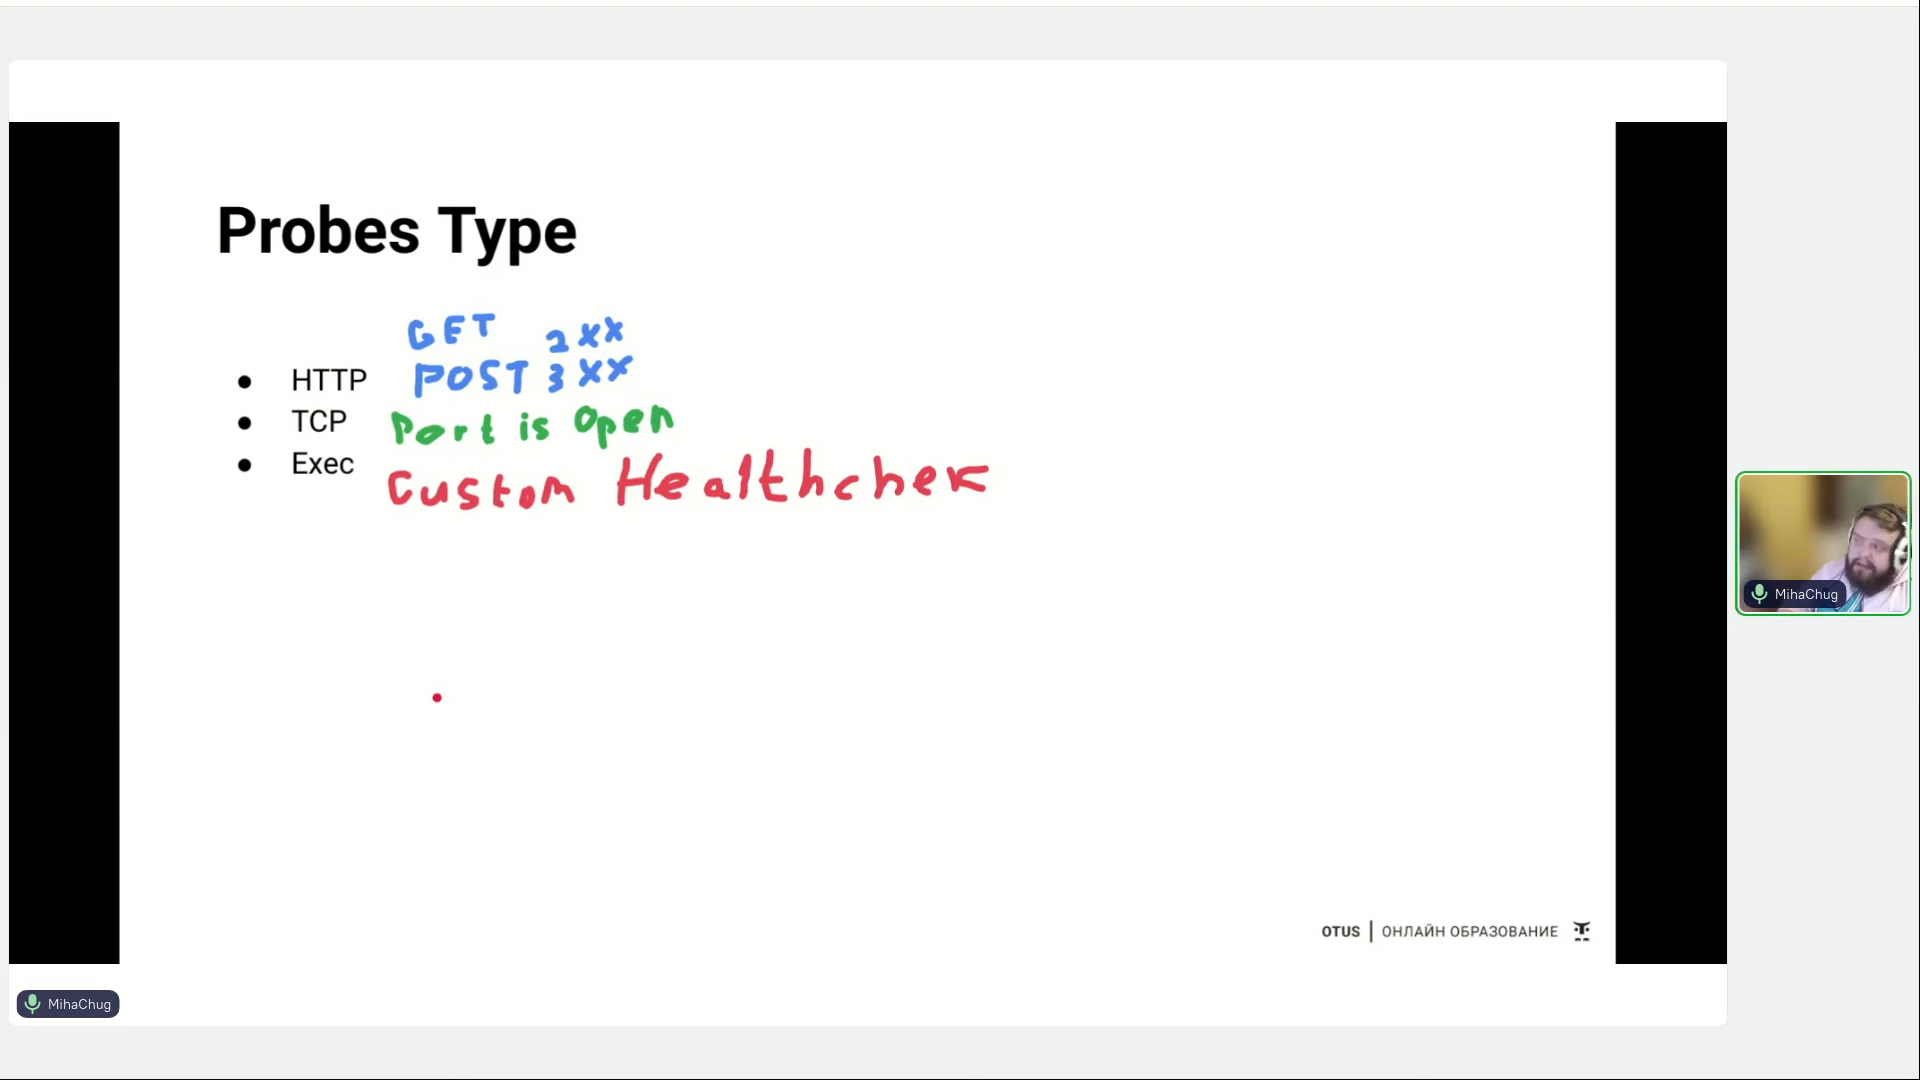 Probes Type
GET 2XX
HTTP POST 3XX
TCP Port is Open
Exec Custom Healthchek
MihaChug
OTUS | ОНЛАЙН ОБРАЗОВАНИЕ
MihaChug